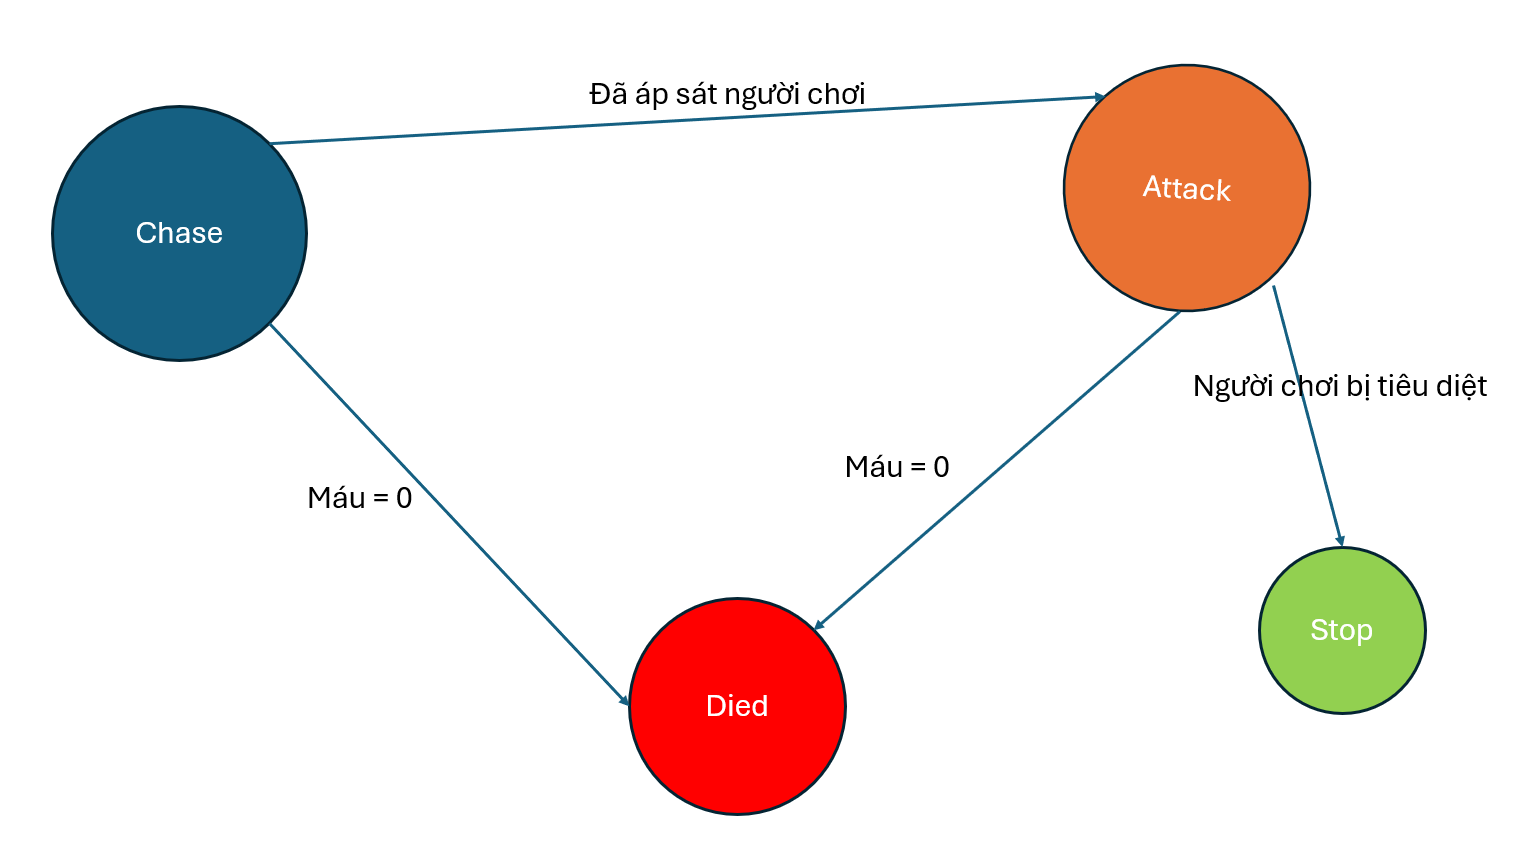 Đã áp sát người chơi
Attack
Chase
Người chơi bị tiêu diệt
Máu = 0
Máu = 0
Stop
Died